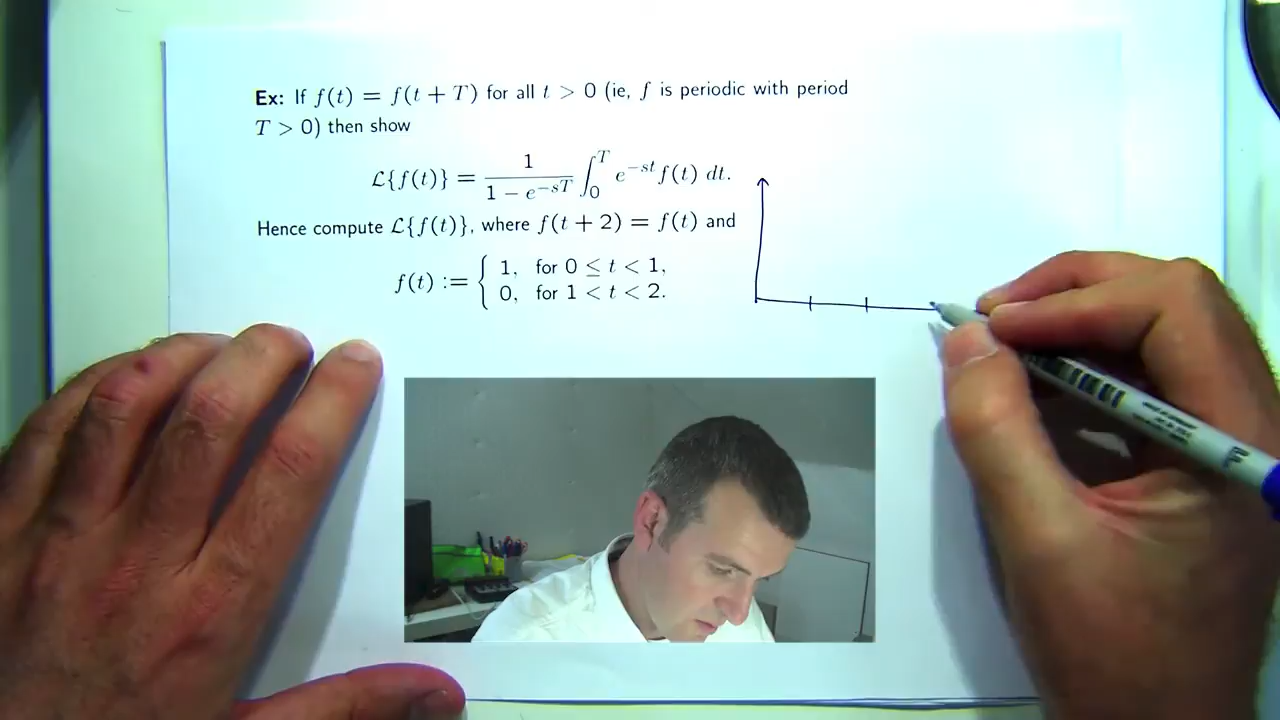 Ex: If f(t) = f(t + T) for all t > 0 (ie, f is periodic with period
T > 0) then show
ℒ{f(t)} = 1/(1 − e^{−sT}) ∫_0^T e^{−st} f(t) dt.
Hence compute ℒ{f(t)}, where f(t + 2) = f(t) and
f(t) := { 1, for 0 ≤ t < 1,
0, for 1 < t < 2.